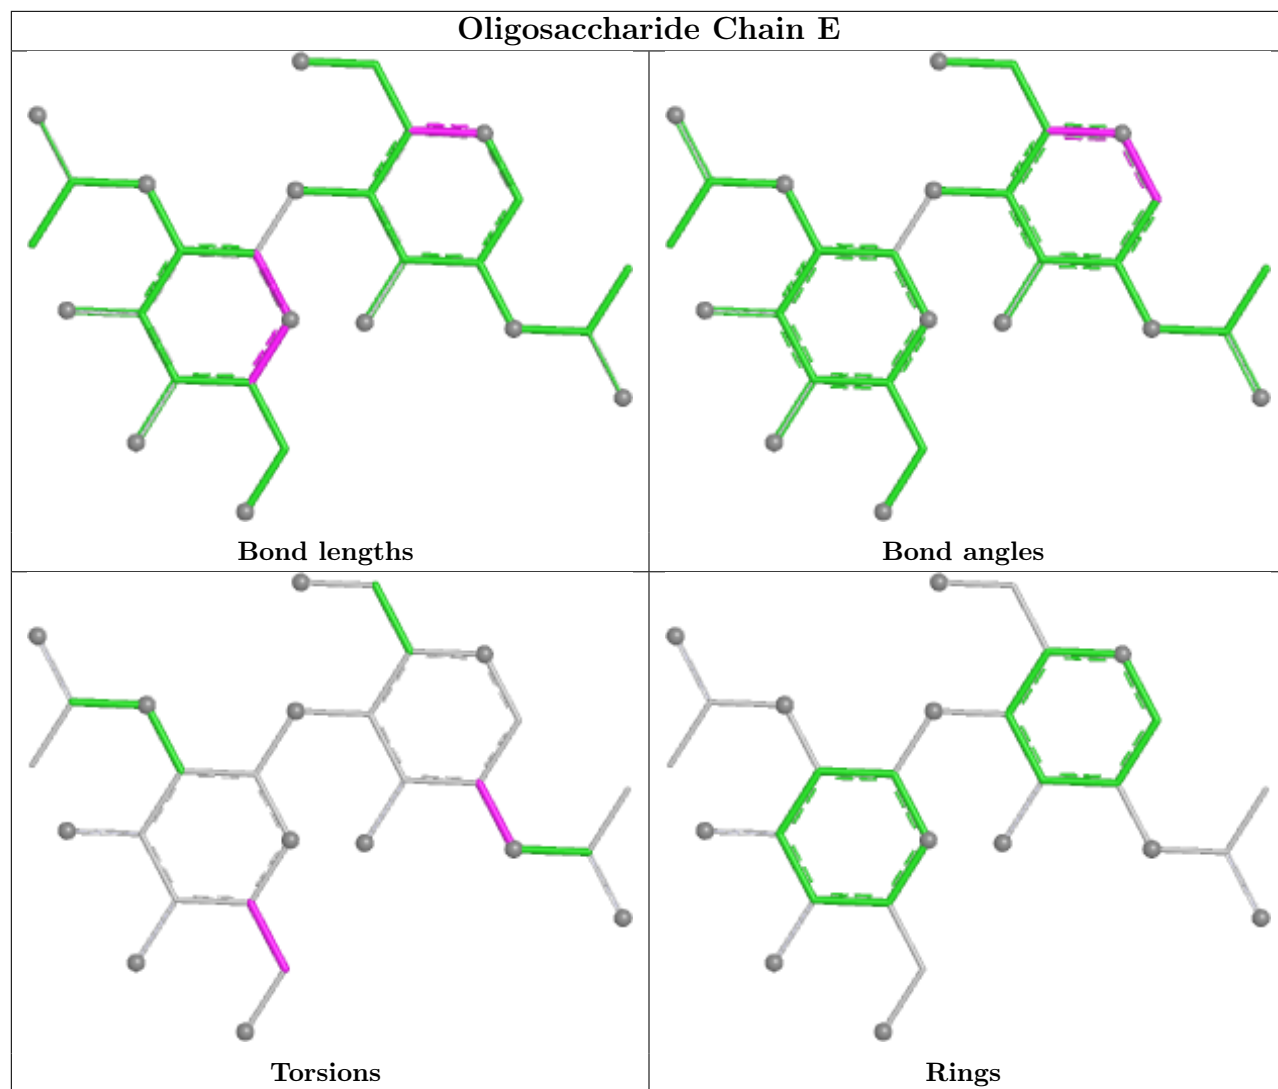 Oligosaccharide Chain E
Bond lengths
Bond angles
Torsions
Rings